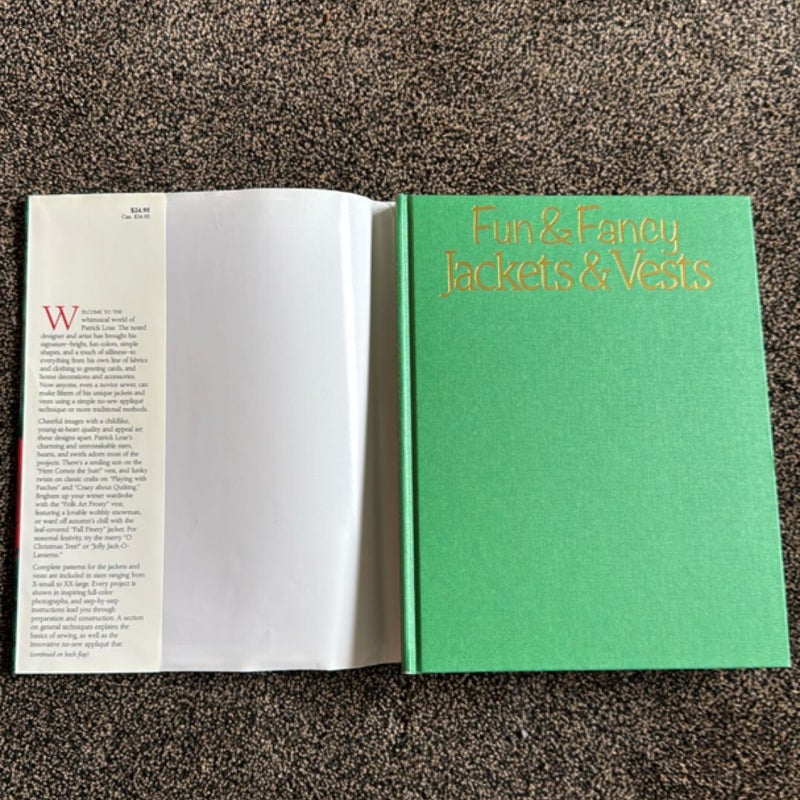 $24.95
Can. $34.95
WELCOME TO THE
whimsical world of
Patrick Lose. The noted
designer and artist has brought his
signature–bright, fun colors, simple
shapes, and a touch of silliness–to
everything from his own line of fabrics
and clothing to greeting cards, and
home decorations and accessories.
Now anyone, even a novice sewer, can
make fifteen of his unique jackets and
vests using a simple no-sew appliqué
technique or more traditional methods.
Cheerful images with a childlike,
young-at-heart quality and appeal set
these designs apart. Patrick Lose's
charming and unmistakable stars,
hearts, and swirls adorn most of the
projects. There's a smiling sun on the
"Here Comes the Sun!" vest, and funky
twists on classic crafts on "Playing with
Patches" and "Crazy about Quilting."
Brighten up your winter wardrobe
with the "Folk Art Frosty" vest,
featuring a lovable wobbly snowman,
or ward off autumn's chill with the
leaf-covered "Fall Finery" jacket. For
seasonal festivity, try the merry "O
Christmas Tree!" or "Jolly Jack-O-
Lanterns."
Complete patterns for the jackets and
vests are included in sizes ranging from
X-small to XX-large. Every project is
shown in inspiring full-color
photographs, and step-by-step
instructions lead you through
preparation and construction. A section
on general techniques explains the
basics of sewing, as well as the
innovative no-sew appliqué that
(continued on back flap)
Fun & Fancy
Jackets & Vests